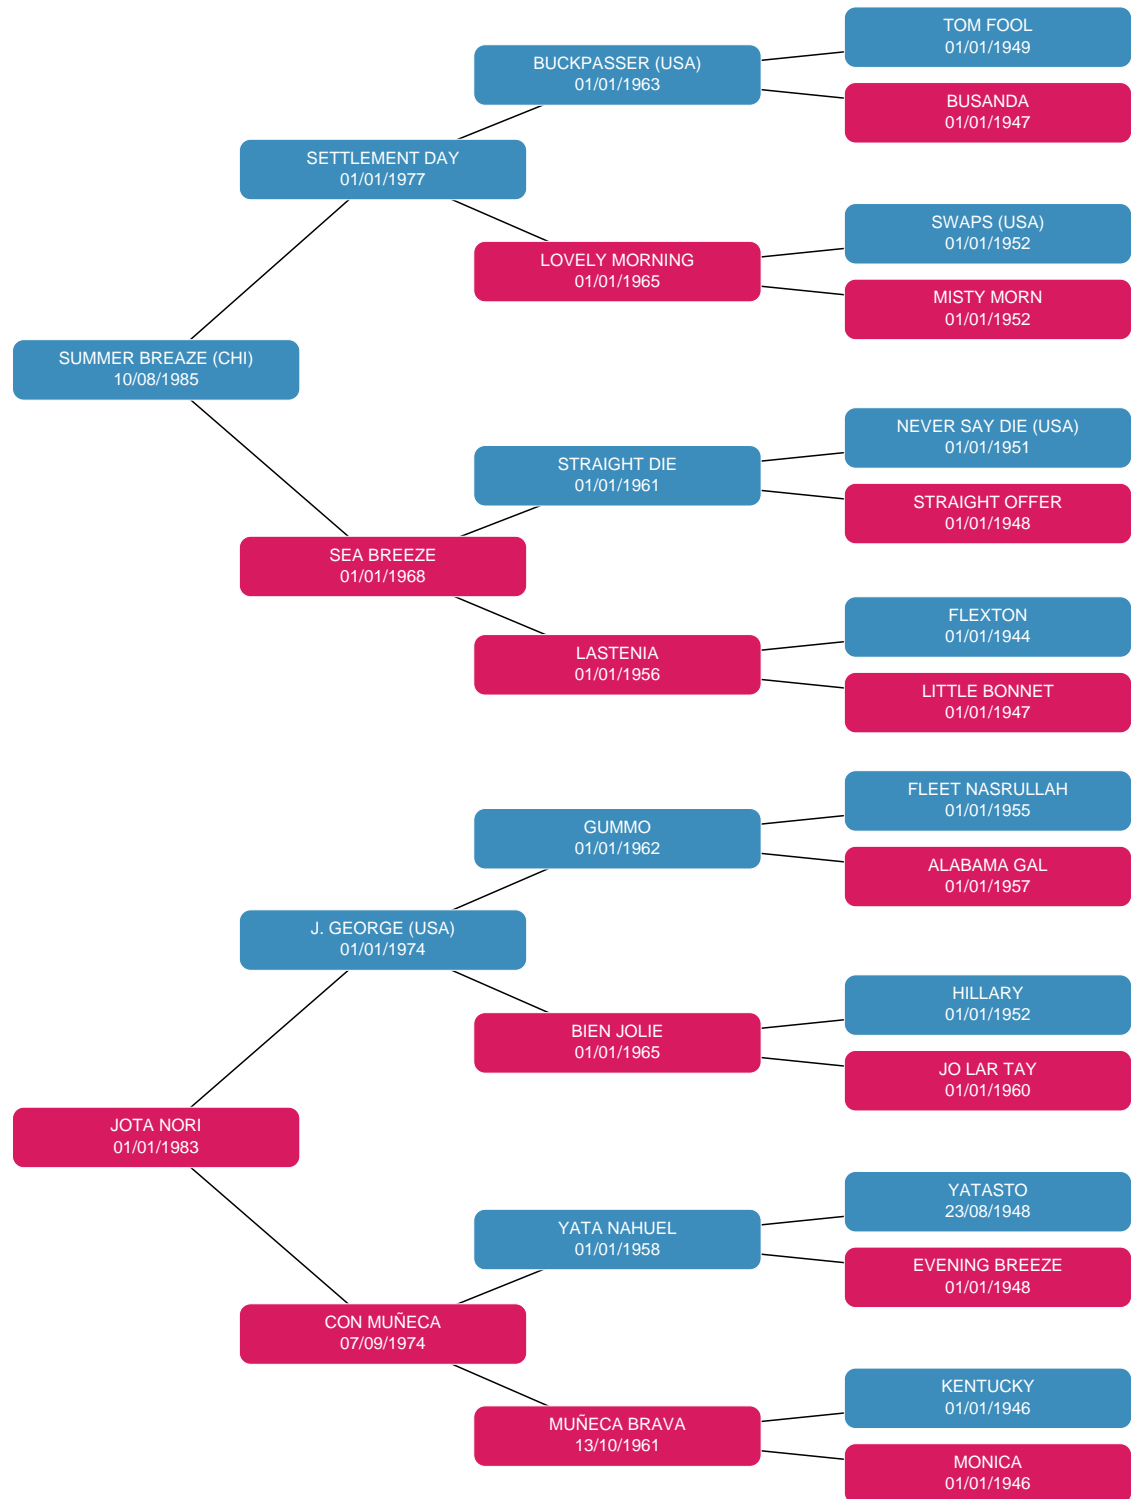 TOM FOOL
01/01/1949
BUCKPASSER (USA)
01/01/1963
BUSANDA
01/01/1947
SETTLEMENT DAY
01/01/1977
SWAPS (USA)
01/01/1952
LOVELY MORNING
01/01/1965
MISTY MORN
01/01/1952
SUMMER BREAZE (CHI)
10/08/1985
NEVER SAY DIE (USA)
01/01/1951
STRAIGHT DIE
01/01/1961
STRAIGHT OFFER
01/01/1948
SEA BREEZE
01/01/1968
FLEXTON
01/01/1944
LASTENIA
01/01/1956
LITTLE BONNET
01/01/1947
FLEET NASRULLAH
01/01/1955
GUMMO
01/01/1962
ALABAMA GAL
01/01/1957
J. GEORGE (USA)
01/01/1974
HILLARY
01/01/1952
BIEN JOLIE
01/01/1965
JO LAR TAY
01/01/1960
JOTA NORI
01/01/1983
YATASTO
23/08/1948
YATA NAHUEL
01/01/1958
EVENING BREEZE
01/01/1948
CON MUÑECA
07/09/1974
KENTUCKY
01/01/1946
MUÑECA BRAVA
13/10/1961
MONICA
01/01/1946